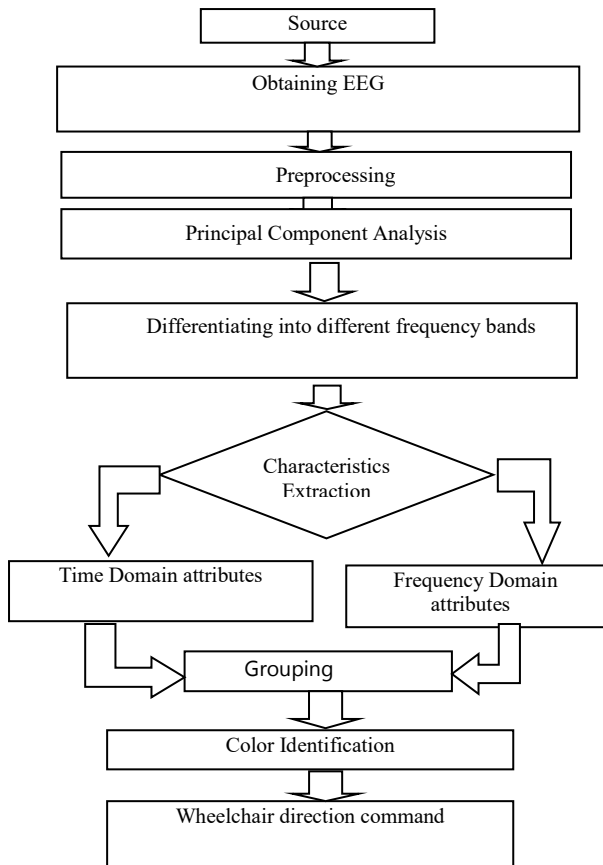 Source
Obtaining EEG
Preprocessing
Principal Component Analysis
Differentiating into different frequency bands
Characteristics
Extraction
Time Domain attributes
Frequency Domain
attributes
Grouping
Color Identification
Wheelchair direction command